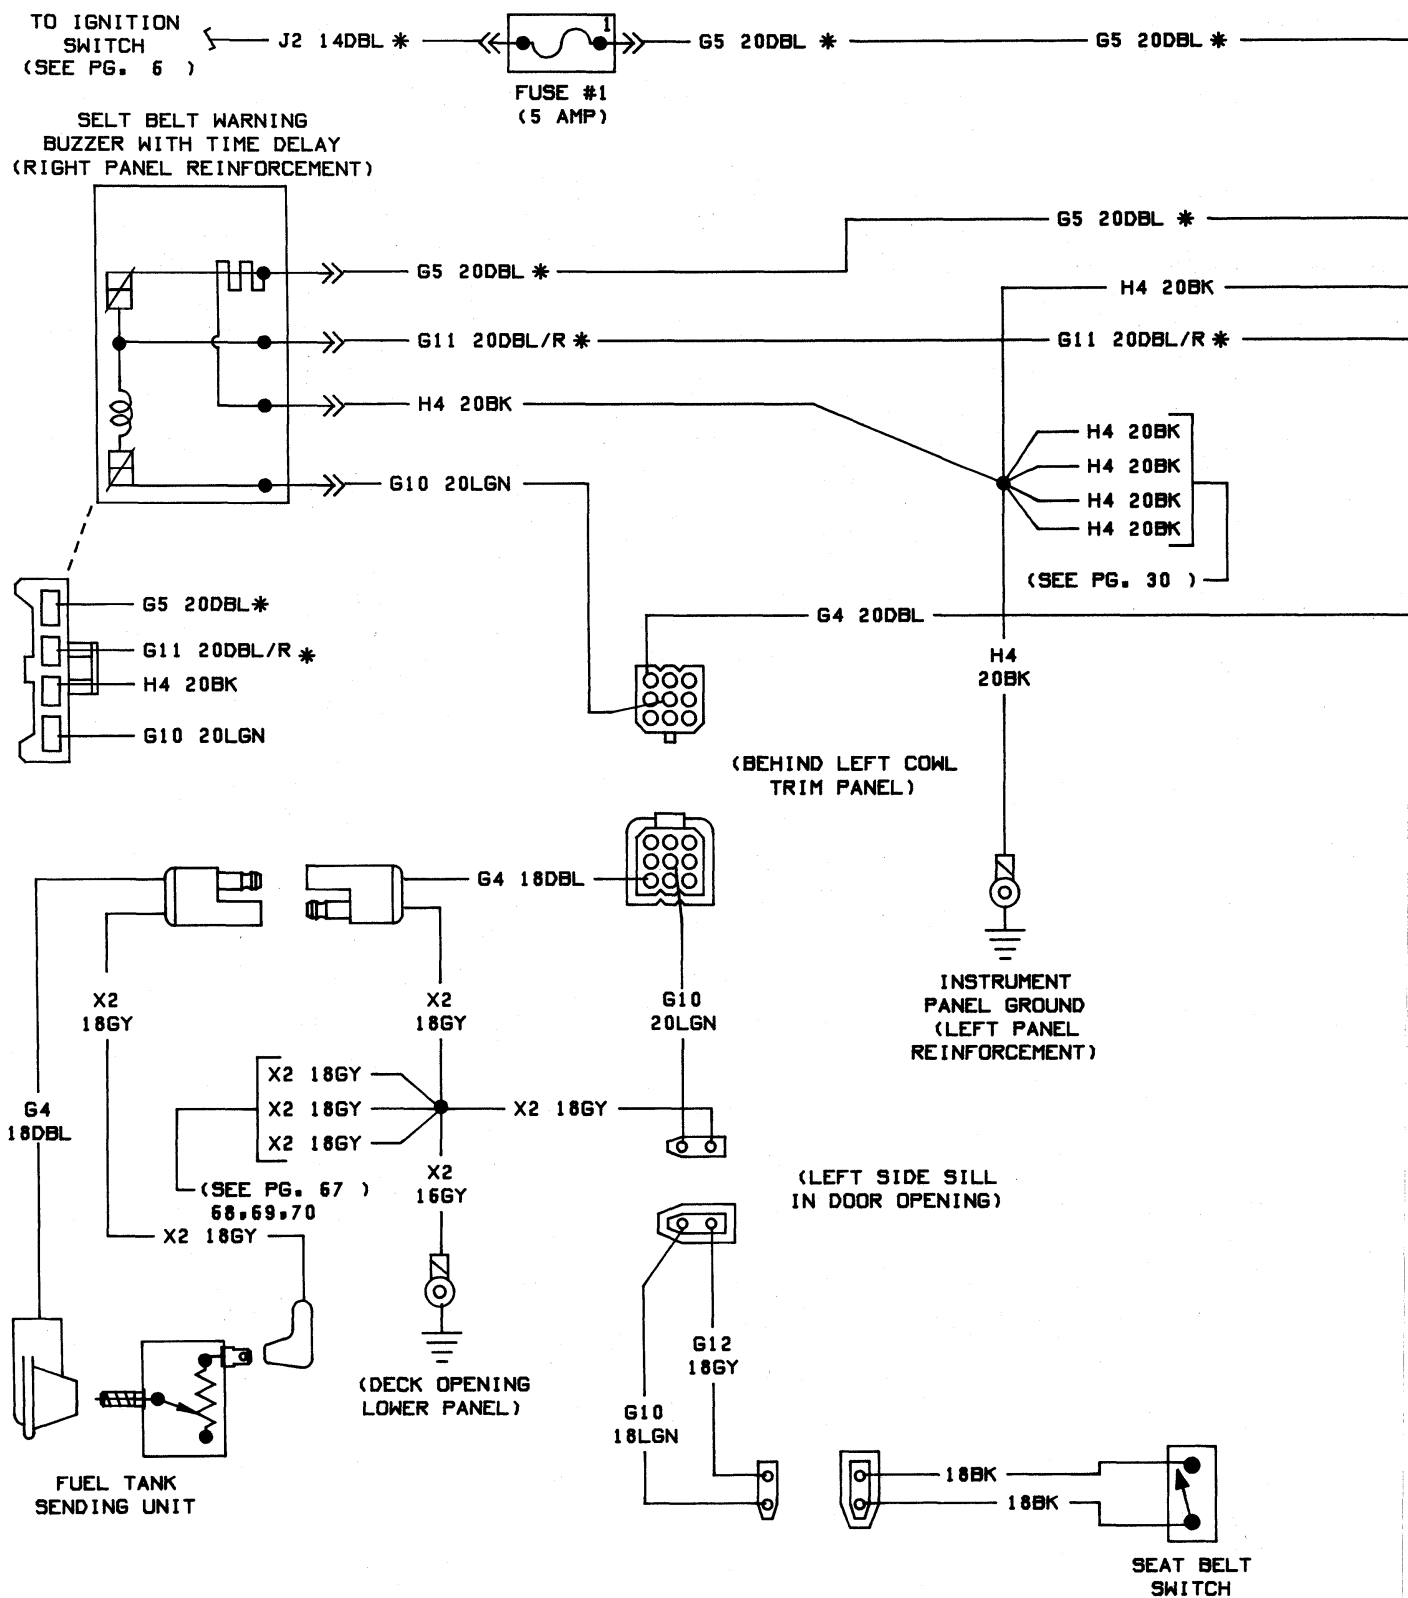 TO IGNITION
SWITCH
(SEE PG. 6 )
J2 14DBL *
1
G5 20DBL *
G5 20DBL *
FUSE #1
(5 AMP)
SELT BELT WARNING
BUZZER WITH TIME DELAY
(RIGHT PANEL REINFORCEMENT)
G5 20DBL *
G5 20DBL *
H4 20BK
G11 20DBL/R *
G11 20DBL/R *
H4 20BK
H4 20BK
H4 20BK
H4 20BK
H4 20BK
G10 20LGN
(SEE PG. 30 )
G5 20DBL *
G11 20DBL/R *
H4 20BK
G10 20LGN
G4 20DBL
H4
20BK
(BEHIND LEFT COWL
TRIM PANEL)
G4 18DBL
X2
18GY
X2
18GY
G10
20LGN
INSTRUMENT
PANEL GROUND
(LEFT PANEL
REINFORCEMENT)
X2 18GY
X2 18GY
X2 18GY
X2 18GY
G4
18DBL
(SEE PG. 67 )
68,69,70
X2
16GY
X2 18GY
(LEFT SIDE SILL
IN DOOR OPENING)
G12
18GY
(DECK OPENING
LOWER PANEL)
G10
18LGN
FUEL TANK
SENDING UNIT
18BK
18BK
SEAT BELT
SWITCH